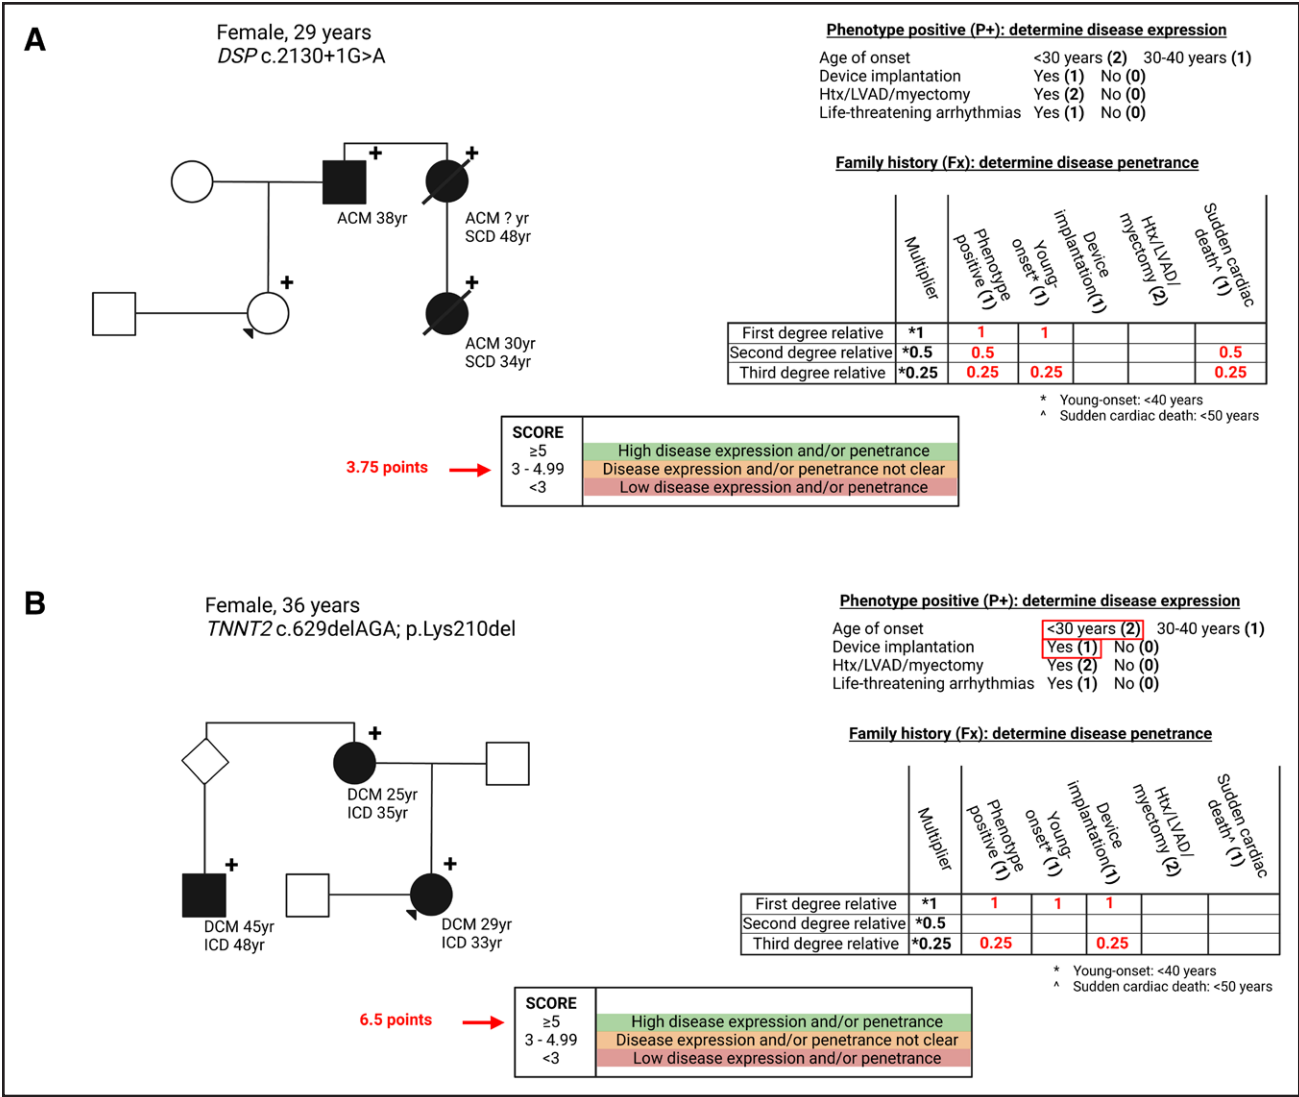 A
Female, 29 years
DSP c.2130+1G>A
+
+
ACM 38yr
ACM ? yr
SCD 48yr
+
+
ACM 30yr
SCD 34yr
Phenotype positive (P+): determine disease expression
Age of onset <30 years (2) 30-40 years (1)
Device implantation Yes (1) No (0)
Htx/LVAD/myectomy Yes (2) No (0)
Life-threatening arrhythmias Yes (1) No (0)
Family history (Fx): determine disease penetrance
Multiplier
Phenotype
positive (1)
Young-
onset* (1)
Device
implantation(1)
Htx/LVAD/
myectomy (2)
Sudden cardiac
death^ (1)
First degree relative *1 1 1
Second degree relative *0.5 0.5 0.5
Third degree relative *0.25 0.25 0.25 0.25
* Young-onset: <40 years
^ Sudden cardiac death: <50 years
3.75 points
SCORE
≥5 High disease expression and/or penetrance
3 - 4.99 Disease expression and/or penetrance not clear
<3 Low disease expression and/or penetrance
B
Female, 36 years
TNNT2 c.629delAGA; p.Lys210del
+
DCM 25yr
ICD 35yr
+
+
DCM 45yr
ICD 48yr
DCM 29yr
ICD 33yr
Phenotype positive (P+): determine disease expression
Age of onset <30 years (2) 30-40 years (1)
Device implantation Yes (1) No (0)
Htx/LVAD/myectomy Yes (2) No (0)
Life-threatening arrhythmias Yes (1) No (0)
Family history (Fx): determine disease penetrance
Multiplier
Phenotype
positive (1)
Young-
onset* (1)
Device
implantation(1)
Htx/LVAD/
myectomy (2)
Sudden cardiac
death^ (1)
First degree relative *1 1 1 1
Second degree relative *0.5
Third degree relative *0.25 0.25 0.25
* Young-onset: <40 years
^ Sudden cardiac death: <50 years
6.5 points
SCORE
≥5 High disease expression and/or penetrance
3 - 4.99 Disease expression and/or penetrance not clear
<3 Low disease expression and/or penetrance